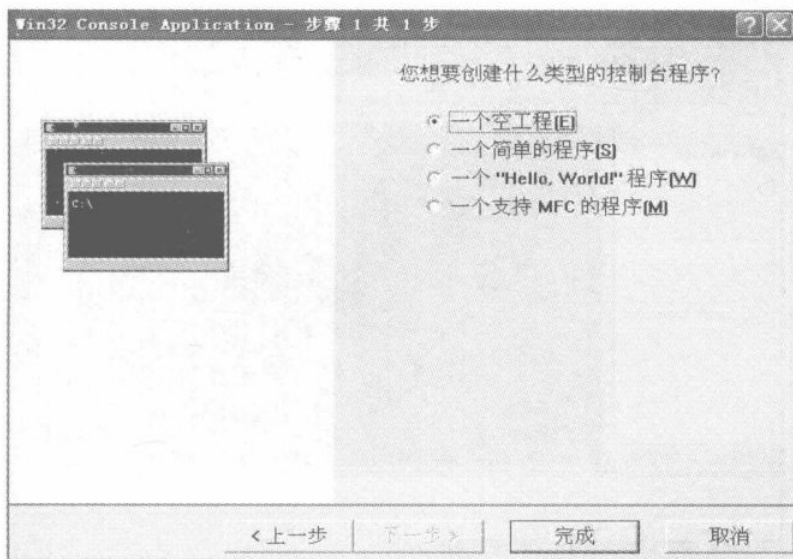 Win32 Console Application - 步骤 1 共 1 步
您想要创建什么类型的控制台程序?
一个空工程(E)
一个简单的程序(S)
一个 "Hello, World!" 程序(W)
一个支持 MFC 的程序(M)
C:\
<上一步 下一步> 完成 取消